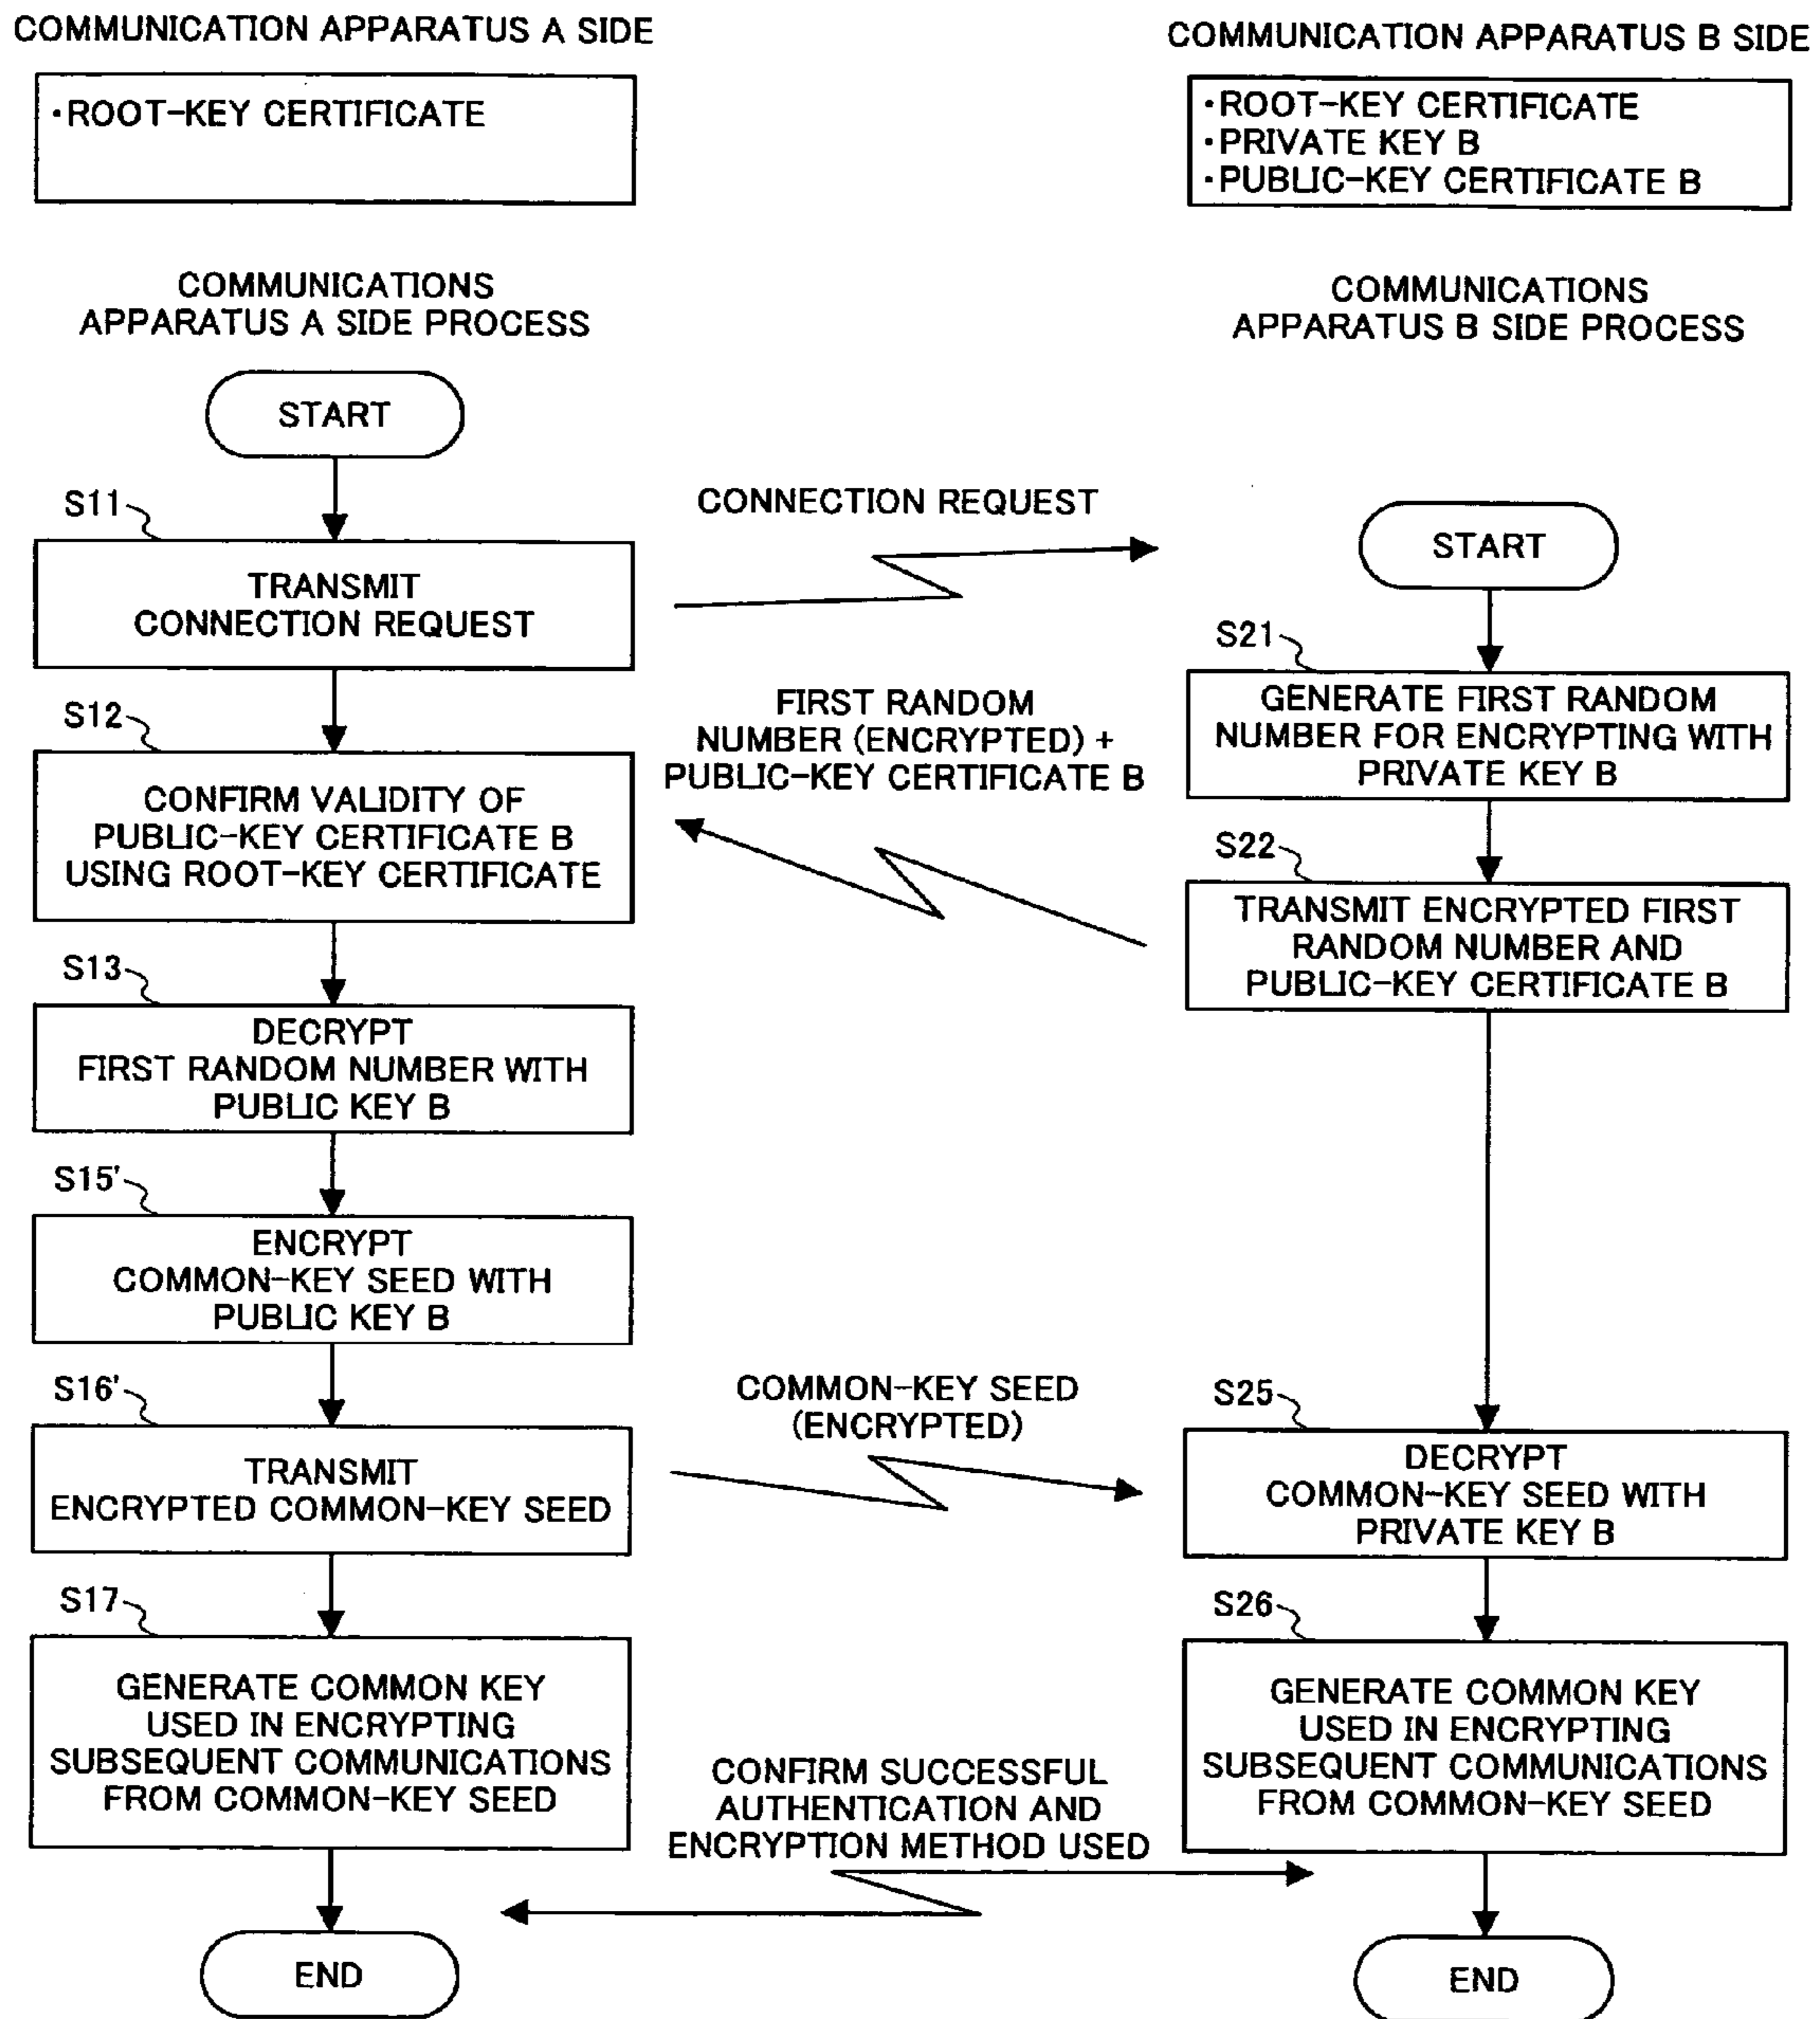 COMMUNICATION APPARATUS A SIDE
·ROOT-KEY CERTIFICATE
COMMUNICATION APPARATUS B SIDE
·ROOT-KEY CERTIFICATE
·PRIVATE KEY B
·PUBLIC-KEY CERTIFICATE B
COMMUNICATIONS
APPARATUS A SIDE PROCESS
COMMUNICATIONS
APPARATUS B SIDE PROCESS
START
S11
TRANSMIT
CONNECTION REQUEST
CONNECTION REQUEST
START
S21
GENERATE FIRST RANDOM
NUMBER FOR ENCRYPTING WITH
PRIVATE KEY B
S22
TRANSMIT ENCRYPTED FIRST
RANDOM NUMBER AND
PUBLIC-KEY CERTIFICATE B
FIRST RANDOM
NUMBER (ENCRYPTED) +
PUBLIC-KEY CERTIFICATE B
S12
CONFIRM VALIDITY OF
PUBLIC-KEY CERTIFICATE B
USING ROOT-KEY CERTIFICATE
S13
DECRYPT
FIRST RANDOM NUMBER WITH
PUBLIC KEY B
S15'
ENCRYPT
COMMON-KEY SEED WITH
PUBLIC KEY B
S16'
TRANSMIT
ENCRYPTED COMMON-KEY SEED
COMMON-KEY SEED
(ENCRYPTED)
S25
DECRYPT
COMMON-KEY SEED WITH
PRIVATE KEY B
S17
GENERATE COMMON KEY
USED IN ENCRYPTING
SUBSEQUENT COMMUNICATIONS
FROM COMMON-KEY SEED
S26
GENERATE COMMON KEY
USED IN ENCRYPTING
SUBSEQUENT COMMUNICATIONS
FROM COMMON-KEY SEED
CONFIRM SUCCESSFUL
AUTHENTICATION AND
ENCRYPTION METHOD USED
END
END